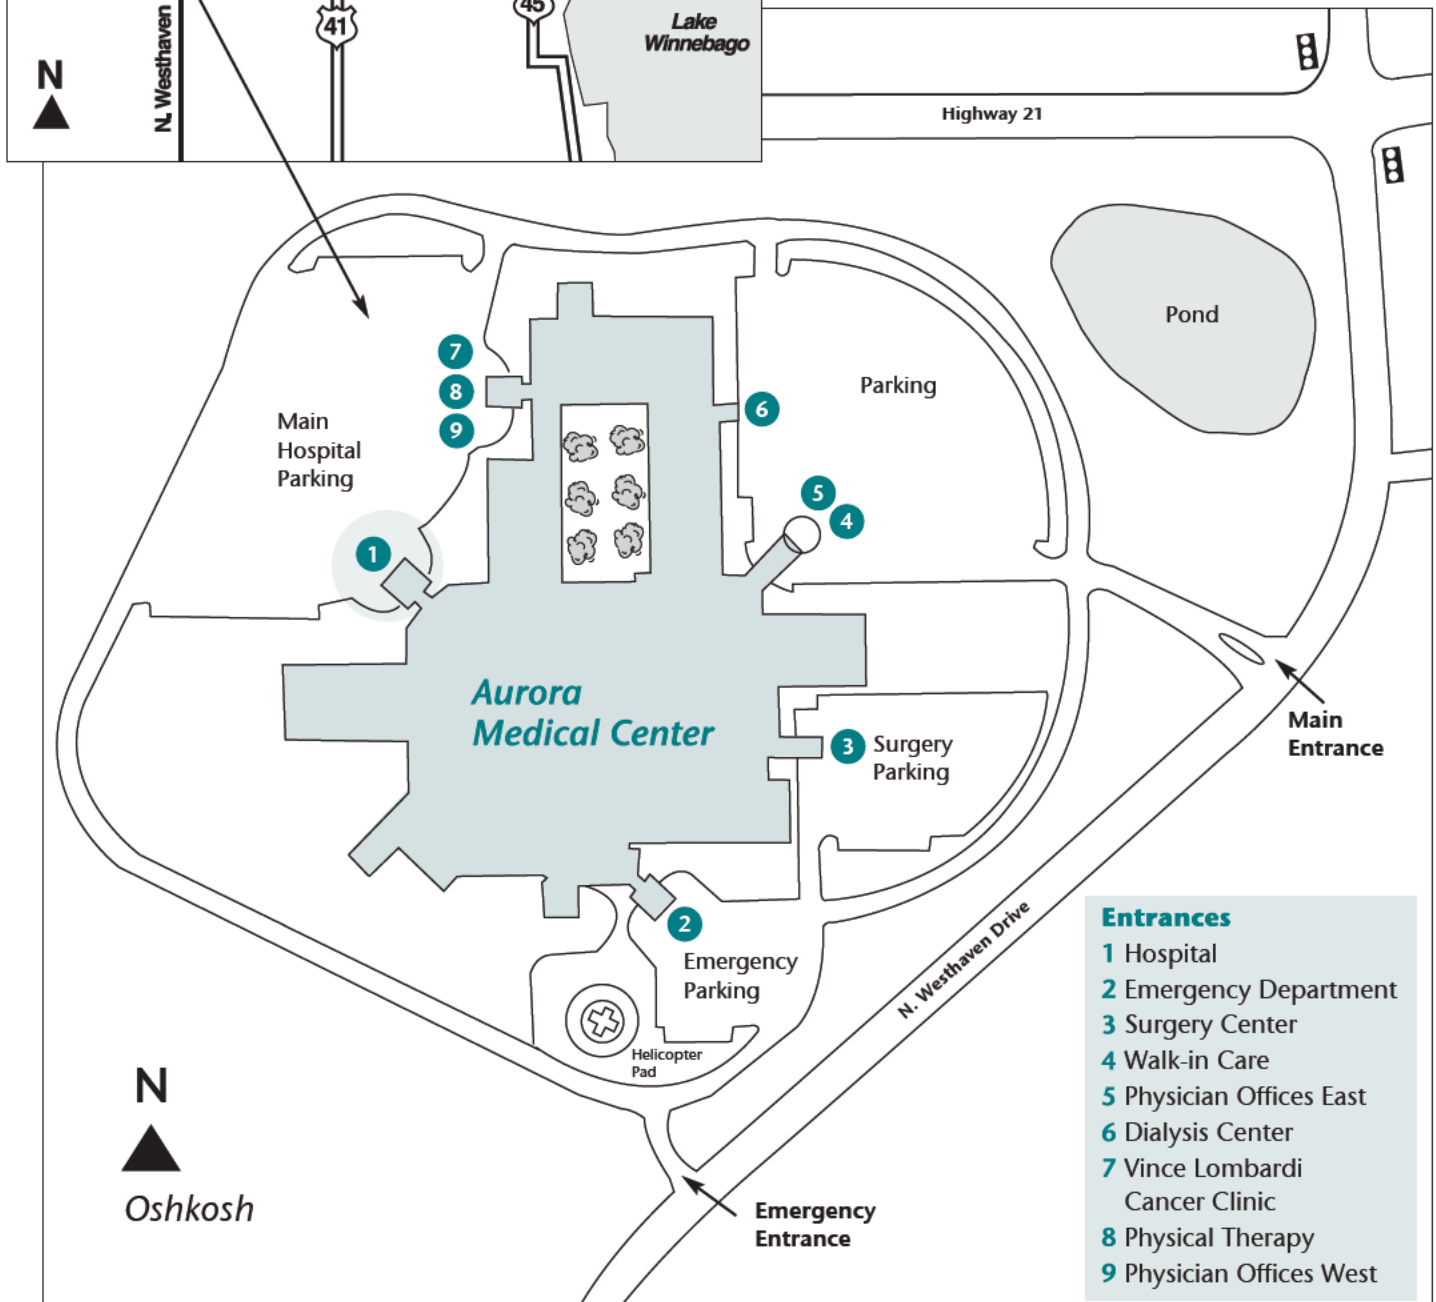 N
N. Westhaven
41
45
Lake
Winnebago
Highway 21
Pond
Parking
Main
Hospital
Parking
7
8
9
6
5
4
1
Aurora
Medical Center
3
Surgery
Parking
Main
Entrance
2
Emergency
Parking
Helicopter
Pad
N. Westhaven Drive
N
Oshkosh
Emergency
Entrance
Entrances
1 Hospital
2 Emergency Department
3 Surgery Center
4 Walk-in Care
5 Physician Offices East
6 Dialysis Center
7 Vince Lombardi
Cancer Clinic
8 Physical Therapy
9 Physician Offices West